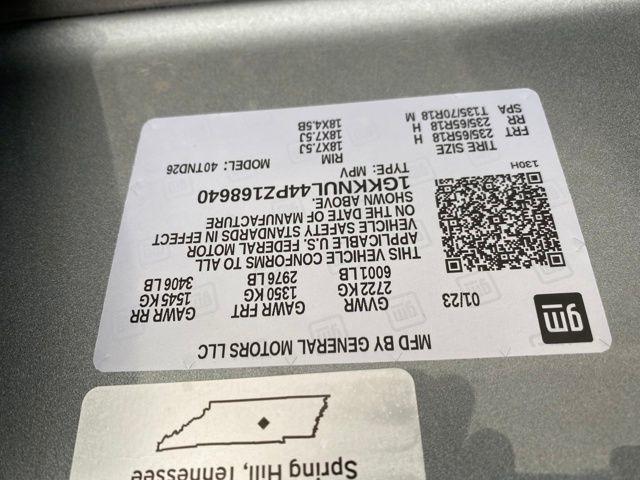 MFD BY GENERAL MOTORS LLC
gm
01/23
GVWR GAWR FRT GAWR RR
2722 KG 1350 KG 1545 KG
6001 LB 2976 LB 3406 LB
THIS VEHICLE CONFORMS TO ALL
APPLICABLE U.S. FEDERAL MOTOR
VEHICLE SAFETY STANDARDS IN EFFECT
ON THE DATE OF MANUFACTURE
SHOWN ABOVE.
1GKKNUL44PZ168640
TYPE: MPV MODEL: 40TND26
130H
TIRE SIZE RIM
FRT 235/65R18 H 18X7.5J
RR 235/65R18 H 18X7.5J
SPA T135/70R18 M 18X4.5B
Spring Hill, Tennessee